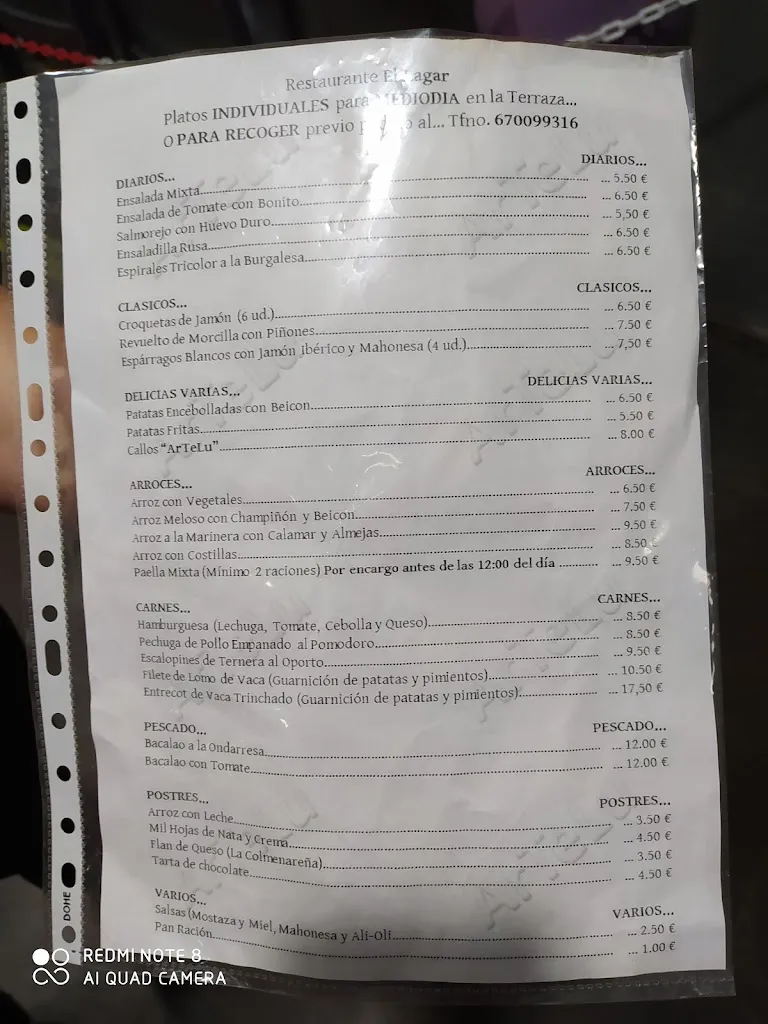 Restaurante El Lagar
Platos INDIVIDUALES para MEDIODIA en la Terraza...
O PARA RECOGER previo al... Tfno. 670099316
DIARIOS... DIARIOS...
Ensalada Mixta... ... 5.50 €
Ensalada de Tomate con Bonito... ... 6.50 €
Salmorejo con Huevo Duro... ... 5,50 €
Ensaladilla Rusa... ... 6.50 €
Espirales Tricolor a la Burgalesa... ... 6.50 €
CLASICOS... CLASICOS...
Croquetas de Jamón (6 ud.)... ... 6.50 €
Revuelto de Morcilla con Piñones... ... 7.50 €
Espárragos Blancos con Jamón ibérico y Mahonesa (4 ud.)... ... 7,50 €
DELICIAS VARIAS... DELICIAS VARIAS...
Patatas Encebolladas con Beicon... ... 6.50 €
Patatas Fritas... ... 5.50 €
Callos “ArTeLu”... ... 8.00 €
ARROCES... ARROCES...
Arroz con Vegetales... ... 6.50 €
Arroz Meloso con Champiñón y Beicon... ... 7.50 €
Arroz a la Marinera con Calamar y Almejas... ... 9.50 €
Arroz con Costillas... ... 8.50 €
Paella Mixta (Mínimo 2 raciones) Por encargo antes de las 12:00 del día ........... ... 9.50 €
CARNES... CARNES...
Hamburguesa (Lechuga, Tomate, Cebolla y Queso)... ... 8.50 €
Pechuga de Pollo Empanado al Pomodoro... ... 8.50 €
Escalopines de Ternera al Oporto... ... 9.50 €
Filete de Lomo de Vaca (Guarnición de patatas y pimientos)... ... 10.50 €
Entrecot de Vaca Trinchado (Guarnición de patatas y pimientos)... ... 17,50 €
PESCADO... PESCADO...
Bacalao a la Ondarresa... ... 12.00 €
Bacalao con Tomate... ... 12.00 €
POSTRES... POSTRES...
Arroz con Leche... ... 3.50 €
Mil Hojas de Nata y Crema... ... 4.50 €
Flan de Queso (La Colmenareña)... ... 3.50 €
Tarta de chocolate... ... 4.50 €
VARIOS... VARIOS...
Salsas (Mostaza y Miel, Mahonesa y Ali-Oli... ... 2.50 €
Pan Ración... ... 1.00 €
DOHE
REDMI NOTE 8
AI QUAD CAMERA